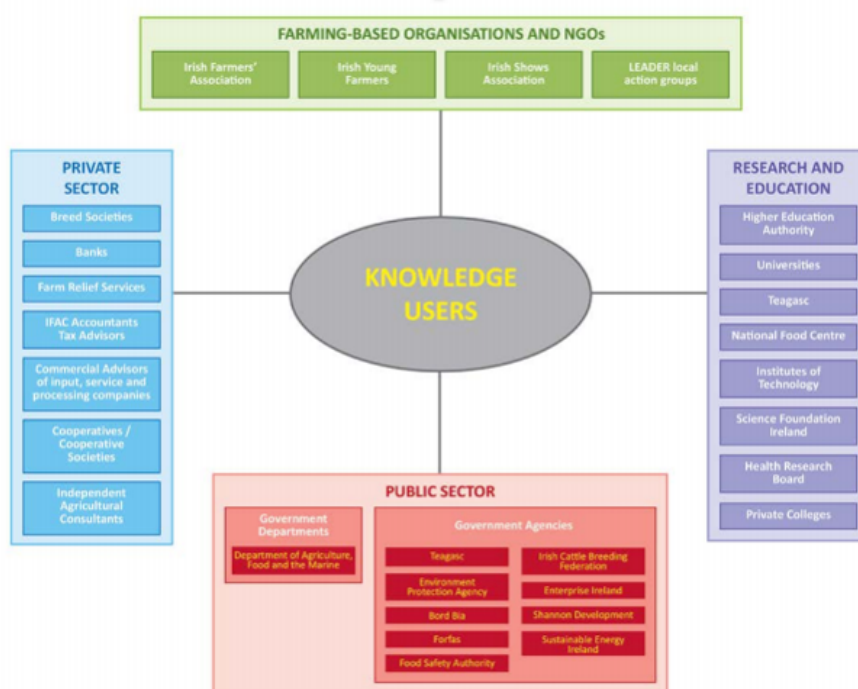 FARMING-BASED ORGANISATIONS AND NGOs
Irish Farmers'
Association
Irish Young
Farmers
Irish Shows
Association
LEADER local
action groups
PRIVATE
SECTOR
Breed Societies
Banks
Farm Relief Services
IFAC Accountants
Tax Advisors
Commercial Advisors
of input, service and
processing companies
Cooperatives /
Cooperative
Societies
Independent
Agricultural
Consultants
KNOWLEDGE
USERS
RESEARCH AND
EDUCATION
Higher Education
Authority
Universities
Teagasc
National Food Centre
Institutes of
Technology
Science Foundation
Ireland
Health Research
Board
Private Colleges
PUBLIC SECTOR
Government
Departments
Department of Agriculture,
Food and the Marine
Government Agencies
Teagasc
Environment
Protection Agency
Bord Bia
Forfas
Food Safety Authority
Irish Cattle Breeding
Federation
Enterprise Ireland
Shannon Development
Sustainable Energy
Ireland